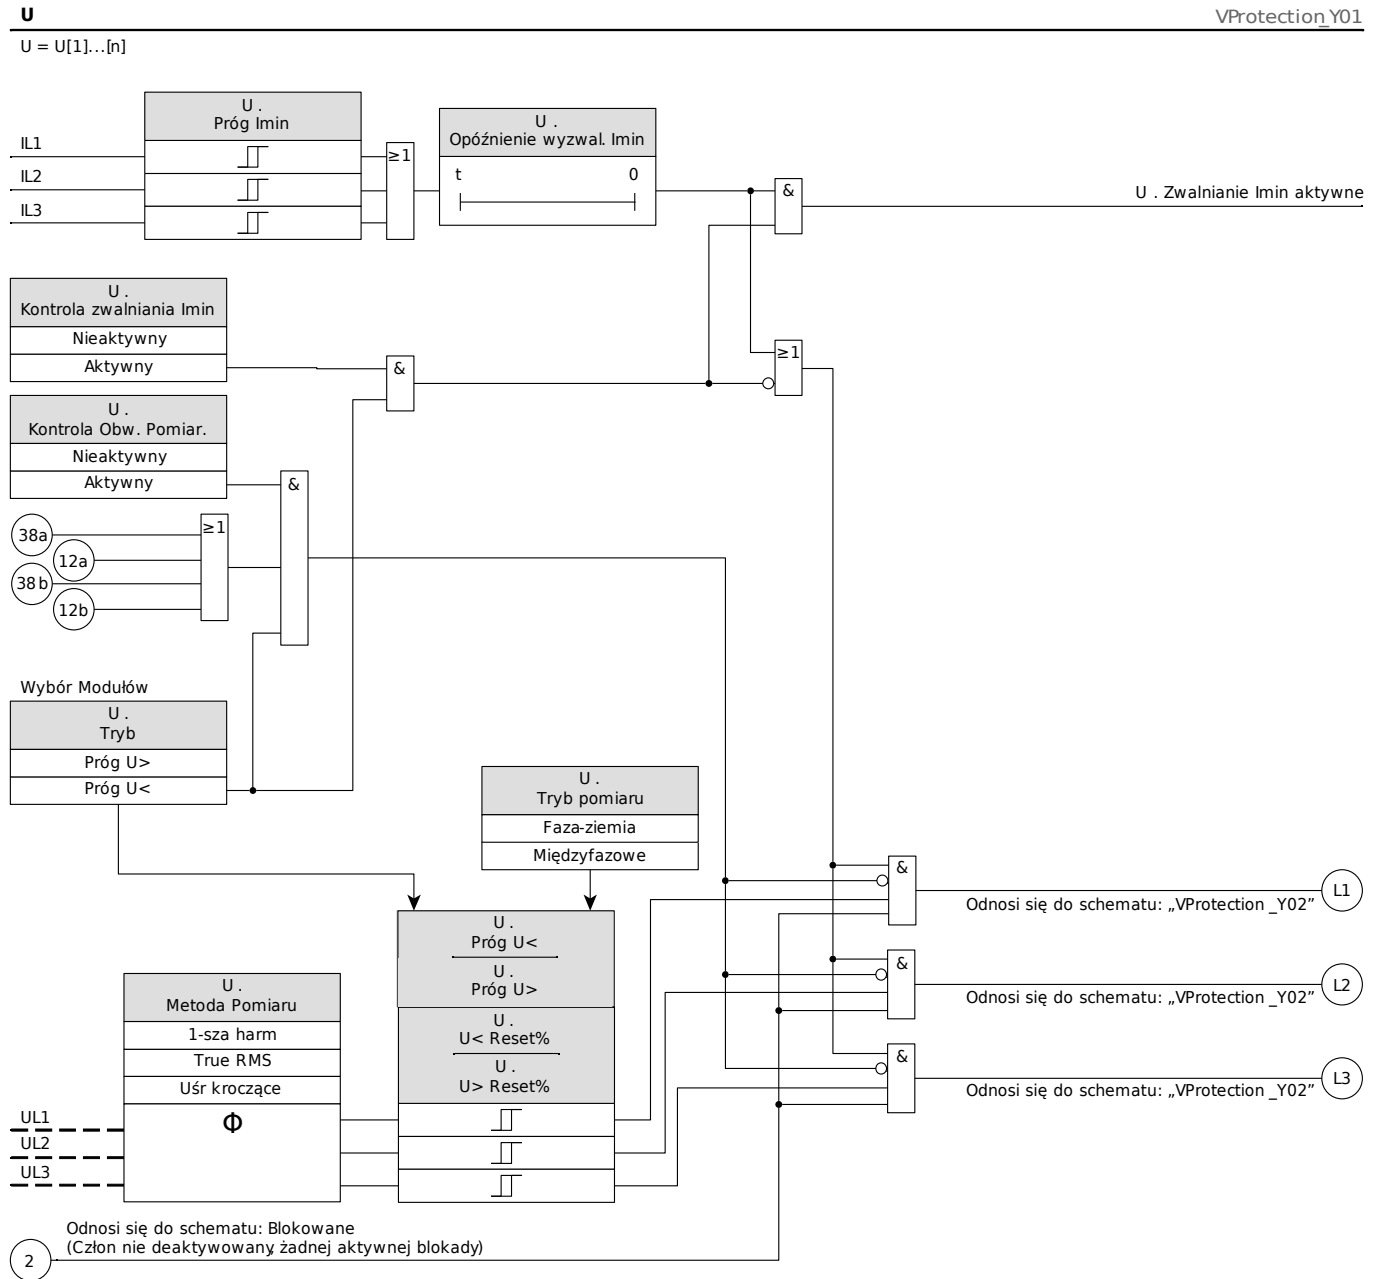 U
VProtection_Y01
U = U[1]...[n]
U .
Próg Imin
IL1
IL2
IL3
≥1
U .
Opóźnienie wyzwal. Imin
t 0
&
U . Zwalnianie Imin aktywne
U .
Kontrola zwalniania Imin
Nieaktywny
Aktywny
&
≥1
U .
Kontrola Obw. Pomiar.
Nieaktywny
Aktywny
&
38a
12a
38b
12b
≥1
Wybór Modułów
U .
Tryb
Próg U>
Próg U<
U .
Tryb pomiaru
Faza-ziemia
Międzyfazowe
U .
Próg U<
U .
Próg U>
U .
U< Reset%
U .
U> Reset%
U .
Metoda Pomiaru
1-sza harm
True RMS
Uśr kroczące
Φ
UL1
UL2
UL3
&
L1
Odnosi się do schematu: „VProtection _Y02”
&
L2
Odnosi się do schematu: „VProtection _Y02”
&
L3
Odnosi się do schematu: „VProtection _Y02”
Odnosi się do schematu: Blokowane
(Człon nie deaktywowany, żadnej aktywnej blokady)
2